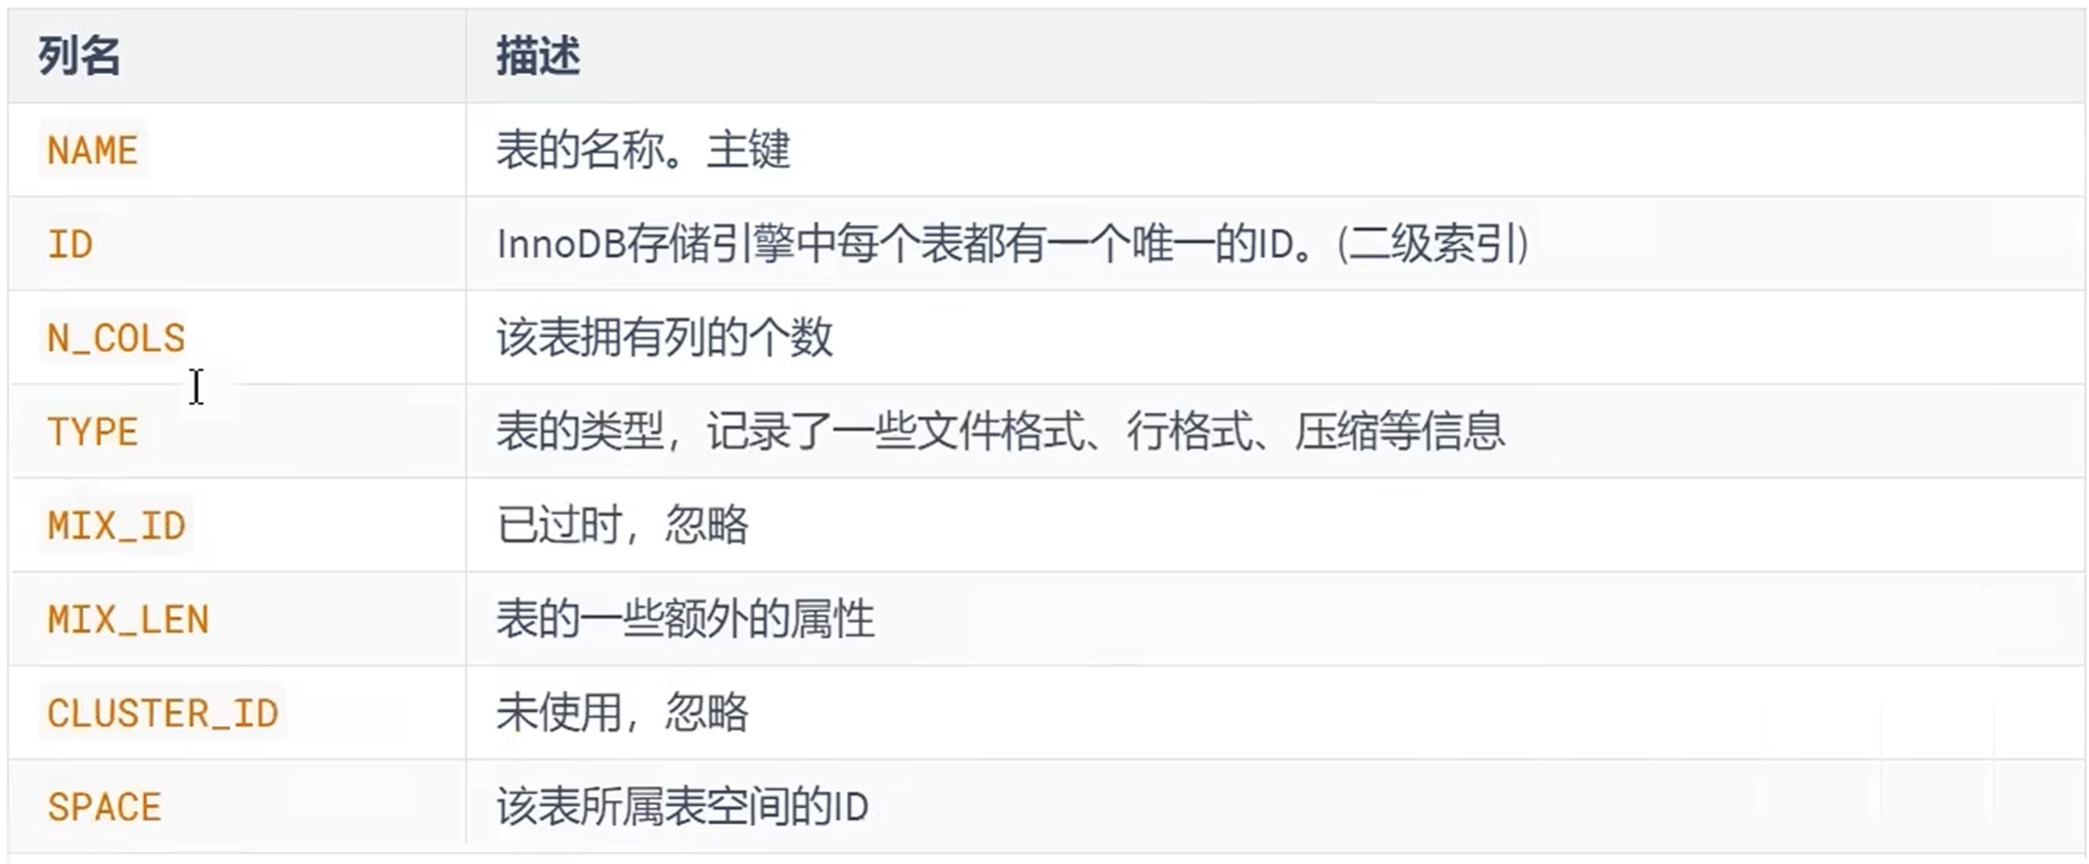 列名 描述
NAME 表的名称。主键
ID InnoDB存储引擎中每个表都有一个唯一的ID。(二级索引)
N_COLS 该表拥有列的个数
TYPE 表的类型，记录了一些文件格式、行格式、压缩等信息
MIX_ID 已过时，忽略
MIX_LEN 表的一些额外的属性
CLUSTER_ID 未使用，忽略
SPACE 该表所属表空间的ID